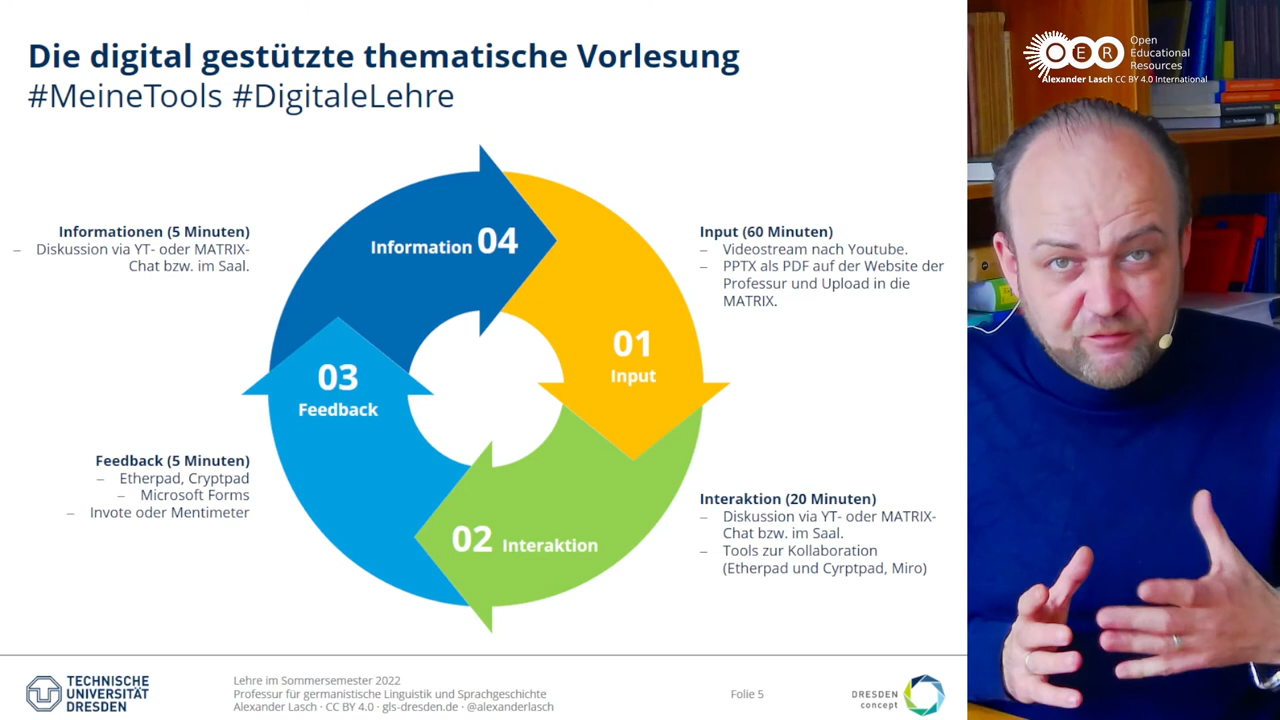 Die digital gestützte thematische Vorlesung
#MeineTools #DigitaleLehre
OER
Open
Educational
Resources
Alexander Lasch CC BY 4.0 International
Informationen (5 Minuten)
– Diskussion via YT- oder MATRIX-
Chat bzw. im Saal.
Information 04
Input (60 Minuten)
– Videostream nach Youtube.
– PPTX als PDF auf der Website der
Professur und Upload in die
MATRIX.
01
Input
03
Feedback
Feedback (5 Minuten)
– Etherpad, Cryptpad
– Microsoft Forms
– Invote oder Mentimeter
02 Interaktion
Interaktion (20 Minuten)
– Diskussion via YT- oder MATRIX-
Chat bzw. im Saal.
– Tools zur Kollaboration
(Etherpad und Cyrptpad, Miro)
TECHNISCHE
UNIVERSITÄT
DRESDEN
Lehre im Sommersemester 2022
Professur für germanistische Linguistik und Sprachgeschichte
Alexander Lasch · CC BY 4.0 · gls-dresden.de · @alexanderlasch
Folie 5
DRESDEN
concept